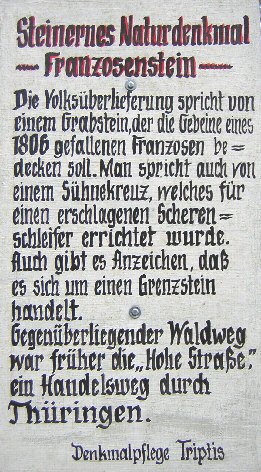 Steinernes Naturdenkmal
Franzosenstein
Die Volksüberlieferung spricht von
einem Grabstein, der die Gebeine eines
1806 gefallenen Franzosen be=
decken soll. Man spricht auch von
einem Sühnekreuz, welches für
einen erschlagenen Scheren=
schleifer errichtet wurde.
Auch gibt es Anzeichen, daß
es sich um einen Grenzstein
handelt.
Gegenüberliegender Waldweg
war früher die „Hohe Straße",
ein Handelsweg durch
Thüringen.
Denkmalpflege Triptis